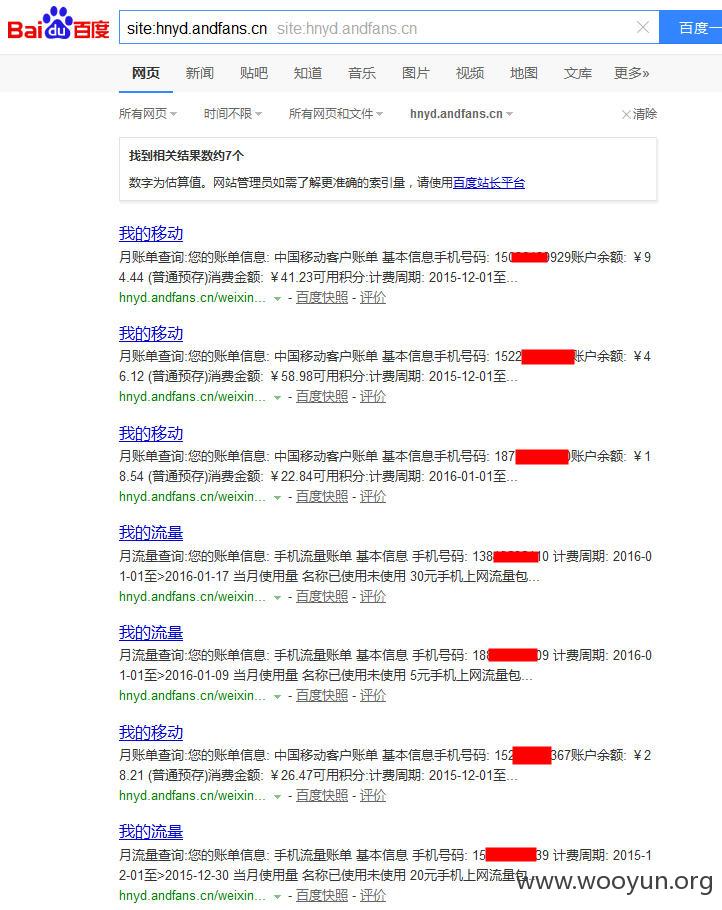 Bai du 百度
site:hnyd.andfans.cn site:hnyd.andfans.cn
百度一
网页 新闻 贴吧 知道 音乐 图片 视频 地图 文库 更多»
所有网页 时间不限 所有网页和文件 hnyd.andfans.cn ×清除
找到相关结果数约7个
数字为估算值。网站管理员如需了解更准确的索引量，请使用百度站长平台
我的移动
月账单查询:您的账单信息: 中国移动客户账单 基本信息手机号码: 150 929账户余额: ￥9
4.44 (普通预存)消费金额: ￥41.23可用积分:计费周期: 2015-12-01至...
hnyd.andfans.cn/weixin... - 百度快照 - 评价
我的移动
月账单查询:您的账单信息: 中国移动客户账单 基本信息手机号码: 1522 账户余额: ￥4
6.12 (普通预存)消费金额: ￥58.98可用积分:计费周期: 2015-12-01至...
hnyd.andfans.cn/weixin... - 百度快照 - 评价
我的移动
月账单查询:您的账单信息: 中国移动客户账单 基本信息手机号码: 187 账户余额: ￥1
8.54 (普通预存)消费金额: ￥22.84可用积分:计费周期: 2016-01-01至...
hnyd.andfans.cn/weixin... - 百度快照 - 评价
我的流量
月流量查询:您的账单信息: 手机流量账单 基本信息 手机号码: 138 10 计费周期: 2016-0
1-01至>2016-01-17 当月使用量 名称已使用未使用 30元手机上网流量包...
hnyd.andfans.cn/weixin... - 百度快照 - 评价
我的流量
月流量查询:您的账单信息: 手机流量账单 基本信息 手机号码: 188 09 计费周期: 2016-0
1-01至>2016-01-09 当月使用量 名称已使用未使用 5元手机上网流量包...
hnyd.andfans.cn/weixin... - 百度快照 - 评价
我的移动
月账单查询:您的账单信息: 中国移动客户账单 基本信息手机号码: 152 367账户余额: ￥2
8.21 (普通预存)消费金额: ￥26.47可用积分:计费周期: 2015-12-01至...
hnyd.andfans.cn/weixin... - 百度快照 - 评价
我的流量
月流量查询:您的账单信息: 手机流量账单 基本信息 手机号码: 15 39 计费周期: 2015-1
2-01至>2015-12-30 当月使用量 名称已使用未使用 20元手机上网流量包...
hnyd.andfans.cn/weixin... - 百度快照 - 评价
www.wooyun.org